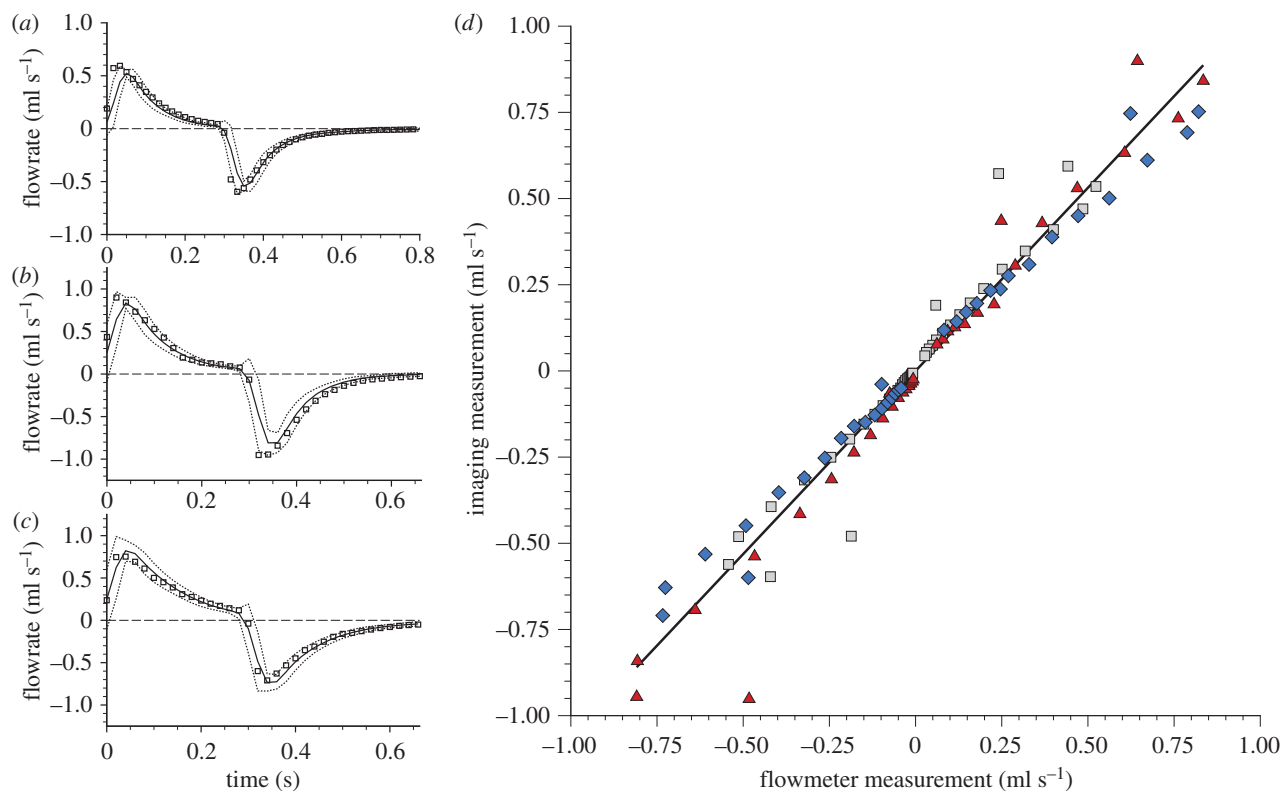 (a)
1.0
0.5
0
–0.5
–1.0
flowrate (ml s–1)
0 0.2 0.4 0.6 0.8
(b)
1.0
0.5
0
–0.5
–1.0
flowrate (ml s–1)
0 0.2 0.4 0.6
(c)
1.0
0.5
0
–0.5
–1.0
flowrate (ml s–1)
0 0.2 0.4 0.6
time (s)
(d)
1.00
0.75
0.50
0.25
0
–0.25
–0.50
–0.75
–1.00
imaging measurement (ml s–1)
–1.00 –0.75 –0.50 –0.25 0 0.25 0.50 0.75 1.00
flowmeter measurement (ml s–1)